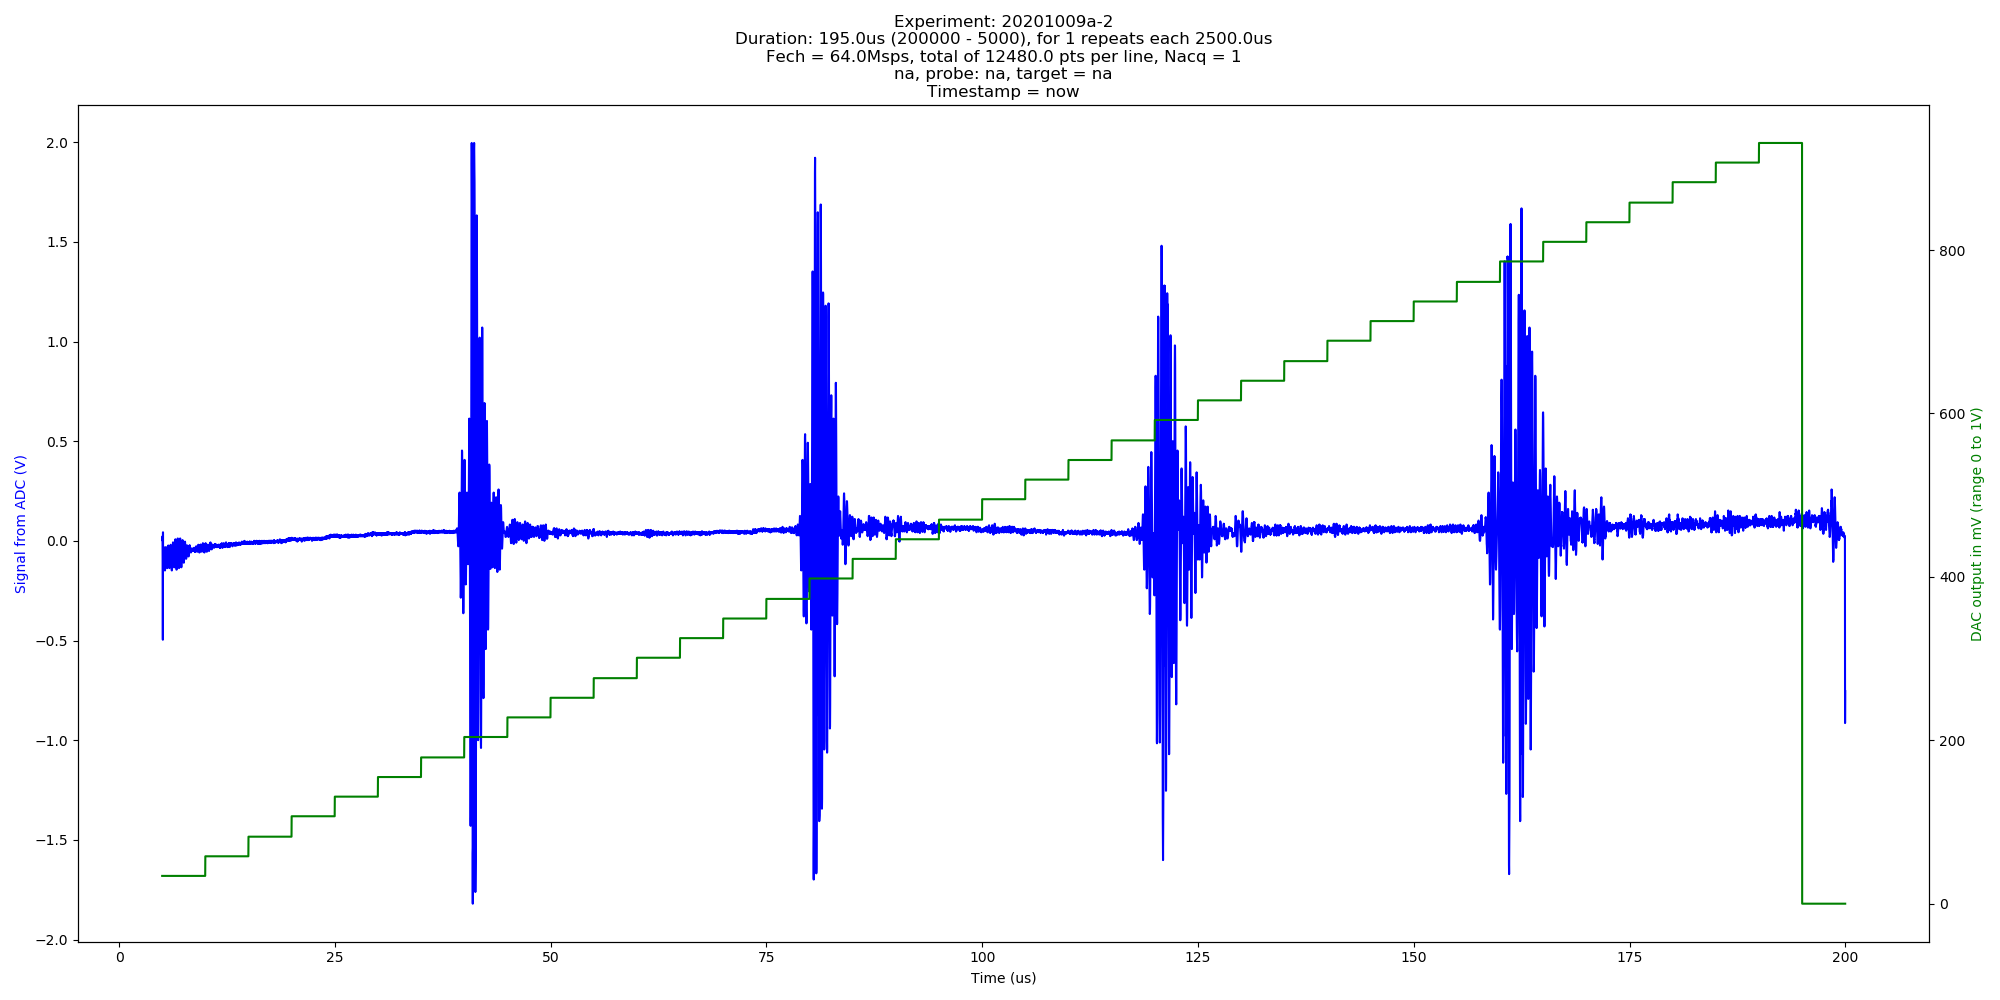 Experiment: 20201009a-2
Duration: 195.0us (200000 - 5000), for 1 repeats each 2500.0us
Fech = 64.0Msps, total of 12480.0 pts per line, Nacq = 1
na, probe: na, target = na
Timestamp = now
Signal from ADC (V)
2.0
1.5
1.0
0.5
0.0
−0.5
−1.0
−1.5
−2.0
800
600
400
200
0
DAC output in mV (range 0 to 1V)
0 25 50 75 100 125 150 175 200
Time (us)